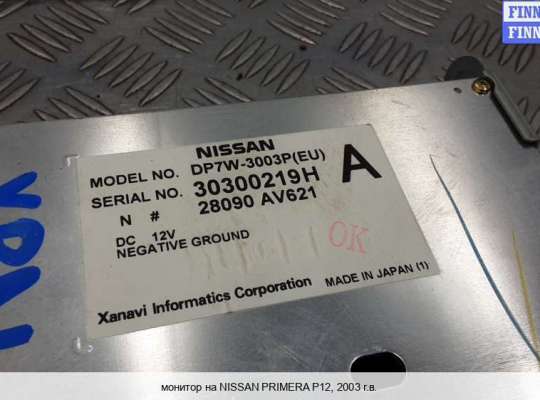 FINN
FINN
NISSAN
MODEL NO. DP7W-3003P(EU)
SERIAL NO. 30300219H
A
N # 28090 AV621
DC 12V
NEGATIVE GROUND
OK
Xanavi Informatics Corporation MADE IN JAPAN (1)
монитор на NISSAN PRIMERA P12, 2003 г.в.